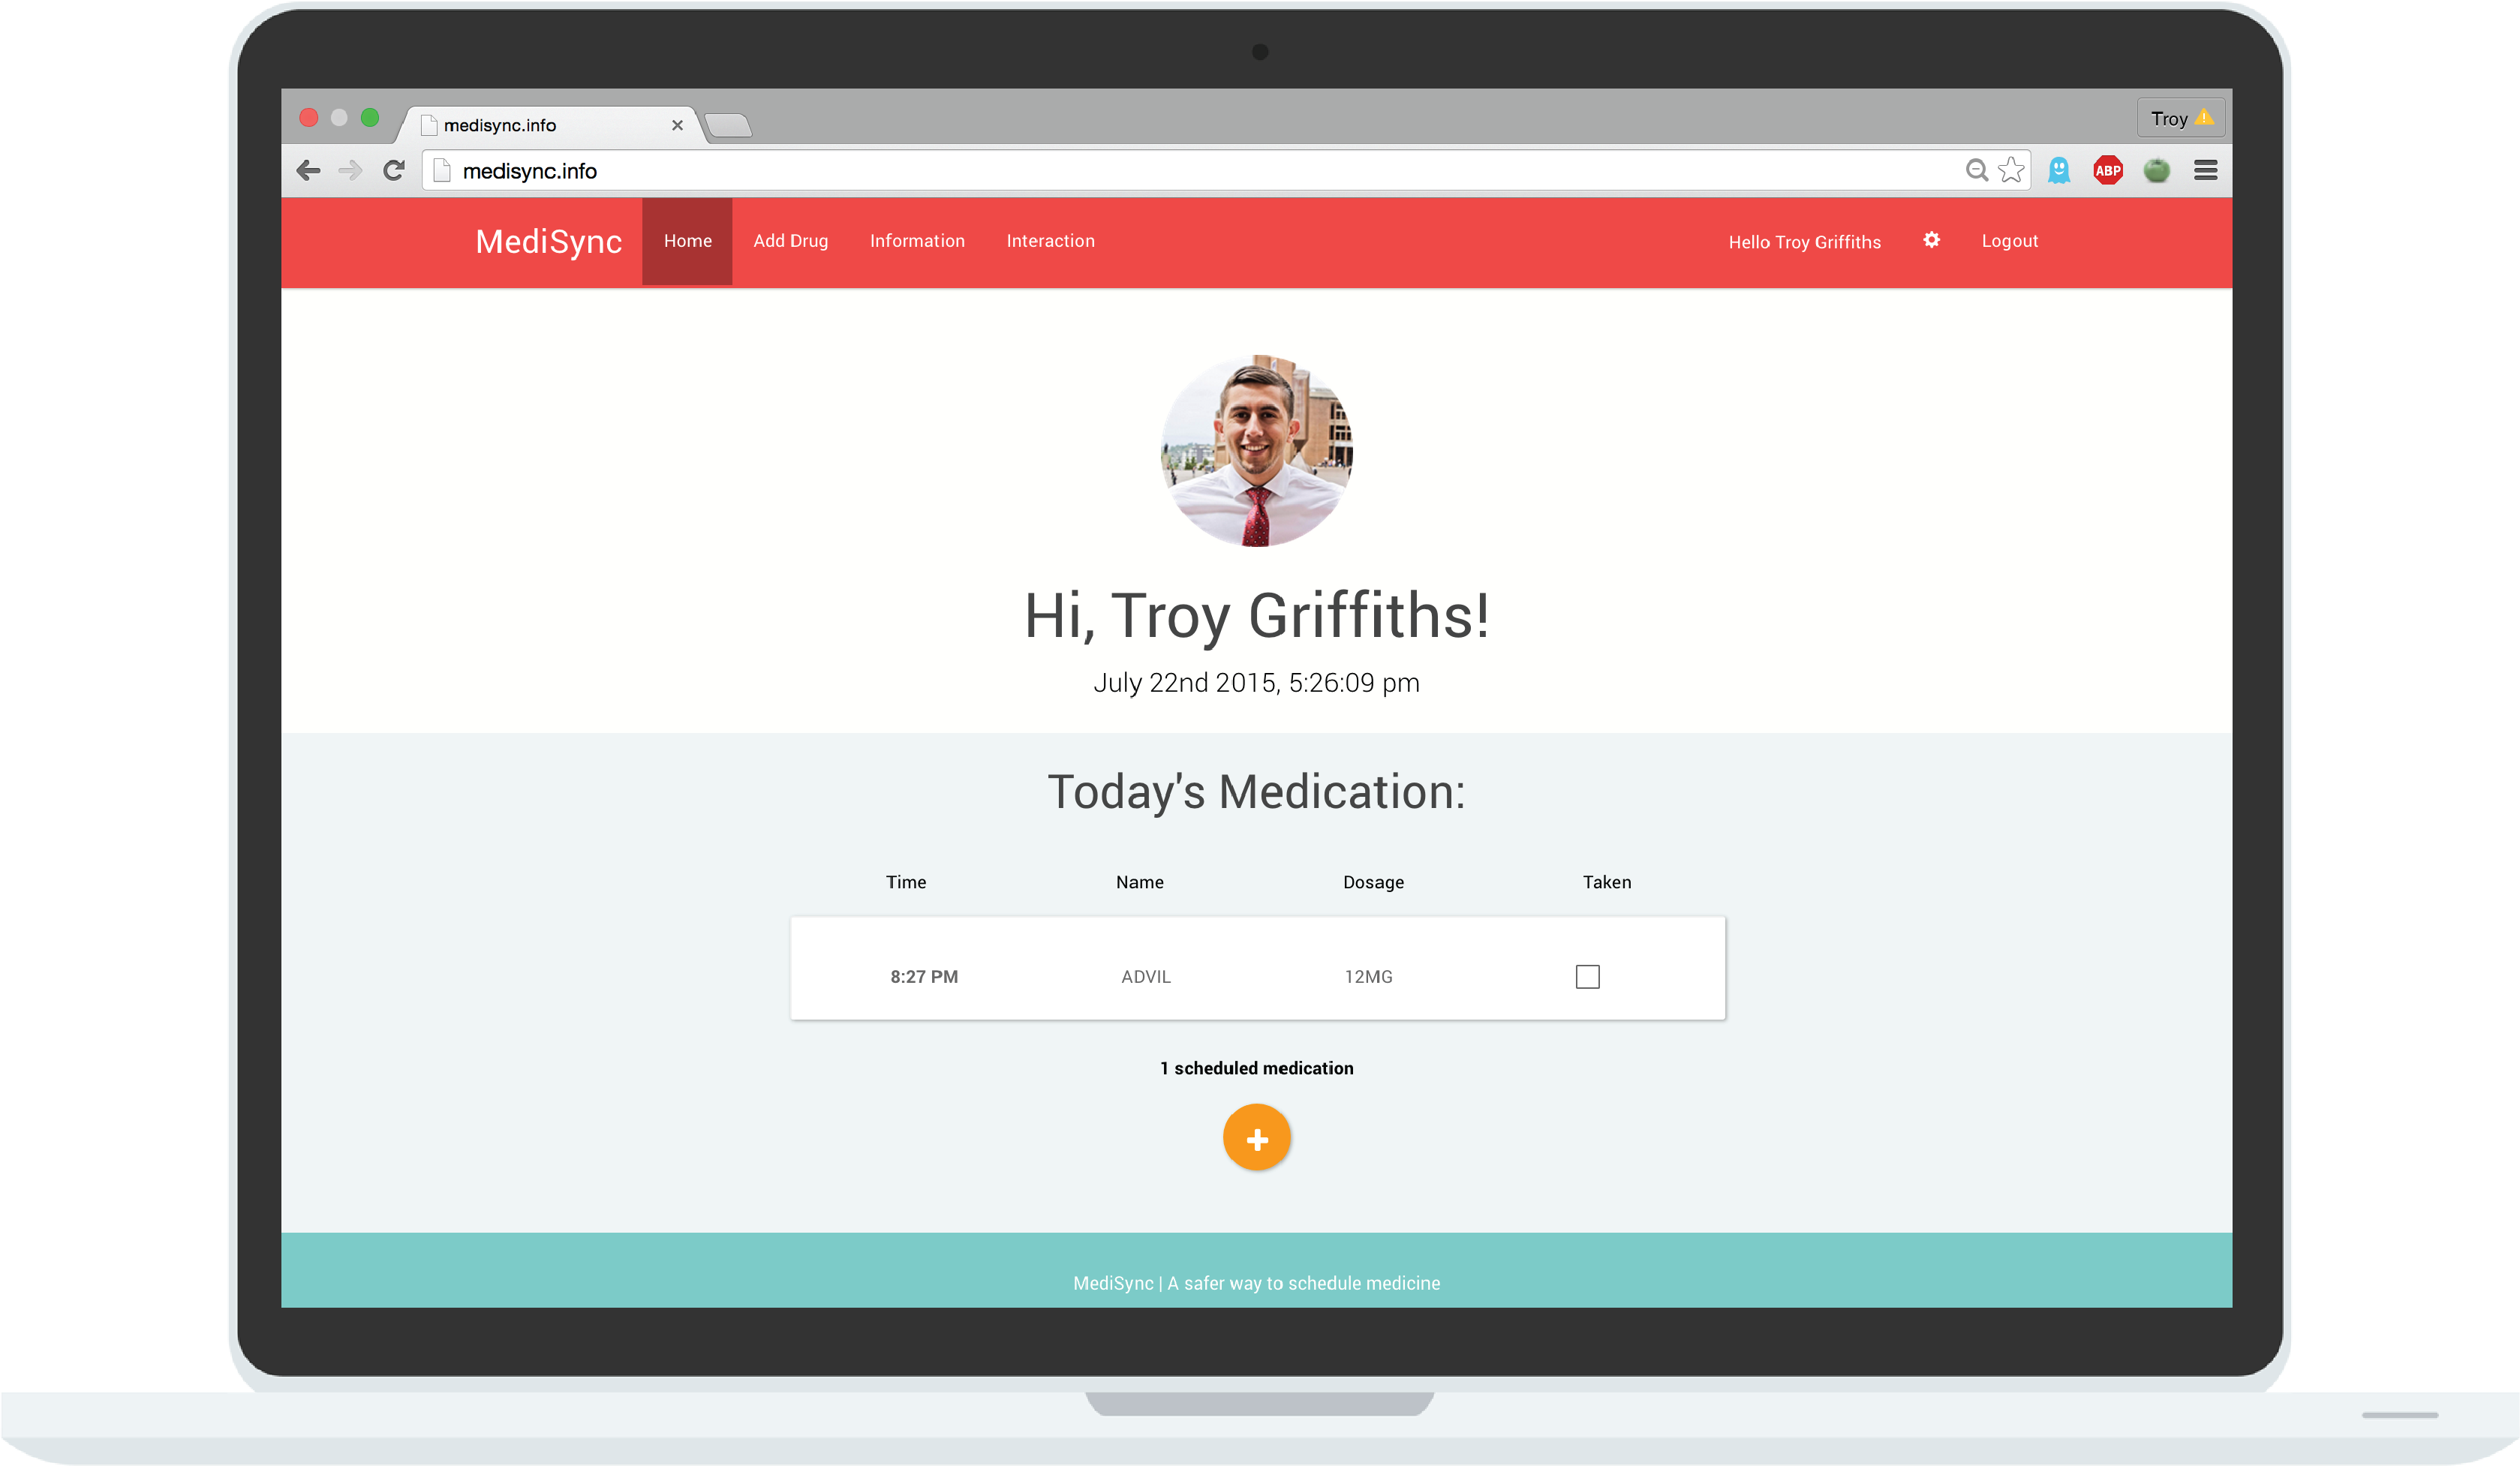 medisync.info
Troy
medisync.info
ABP
MediSync Home Add Drug Information Interaction Hello Troy Griffiths Logout
Hi, Troy Griffiths!
July 22nd 2015, 5:26:09 pm
Today's Medication:
Time Name Dosage Taken
8:27 PM ADVIL 12MG
1 scheduled medication
MediSync | A safer way to schedule medicine